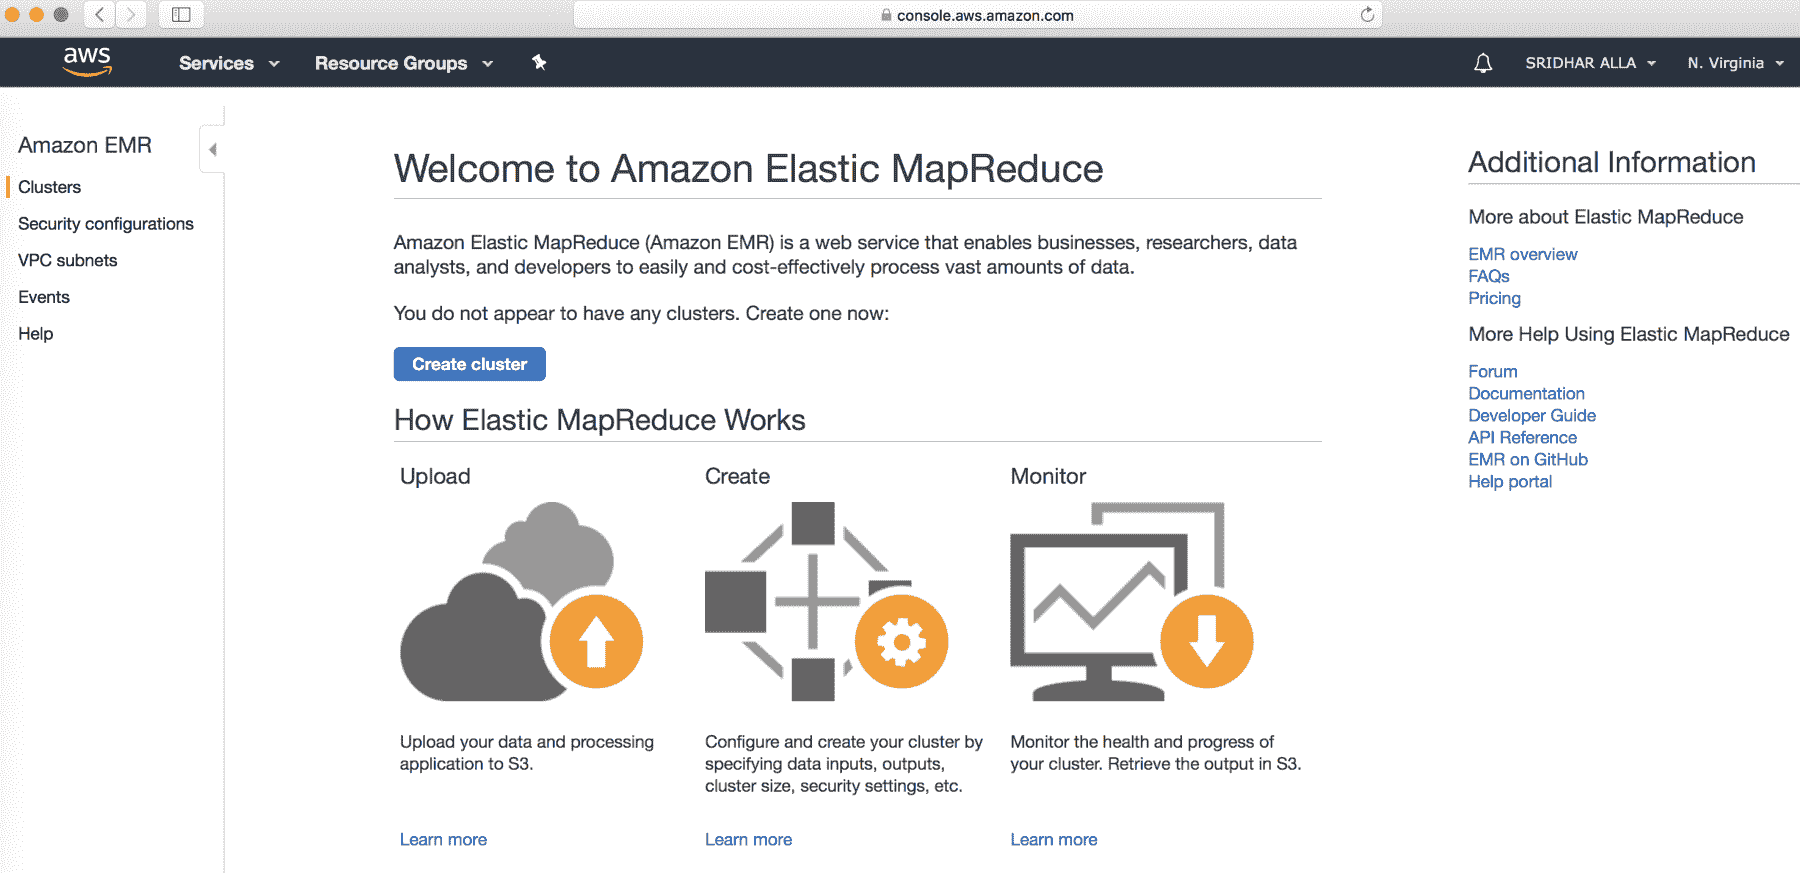 console.aws.amazon.com
aws
Services
Resource Groups
SRIDHAR ALLA
N. Virginia
Amazon EMR
Clusters
Security configurations
VPC subnets
Events
Help
Welcome to Amazon Elastic MapReduce
Amazon Elastic MapReduce (Amazon EMR) is a web service that enables businesses, researchers, data
analysts, and developers to easily and cost-effectively process vast amounts of data.
You do not appear to have any clusters. Create one now:
Create cluster
How Elastic MapReduce Works
Upload
Upload your data and processing
application to S3.
Learn more
Create
Configure and create your cluster by
specifying data inputs, outputs,
cluster size, security settings, etc.
Learn more
Monitor
Monitor the health and progress of
your cluster. Retrieve the output in S3.
Learn more
Additional Information
More about Elastic MapReduce
EMR overview
FAQs
Pricing
More Help Using Elastic MapReduce
Forum
Documentation
Developer Guide
API Reference
EMR on GitHub
Help portal